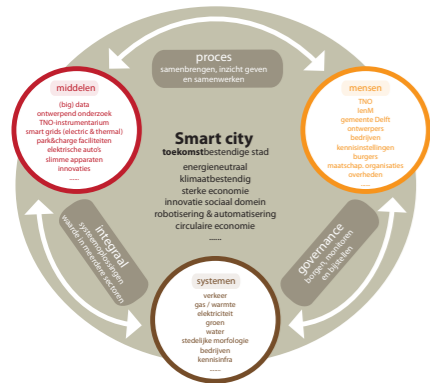 proces
samenbrengen, inzicht geven
en samenwerken
middelen
(big) data
ontwerpend onderzoek
TNO-instrumentarium
smart grids (electric & thermal)
park&charge faciliteiten
elektrische auto's
slimme apparaten
innovaties
.....
mensen
TNO
IenM
gemeente Delft
ontwerpers
bedrijven
kennisinstellingen
burgers
maatschap. organisaties
overheden
.....
Smart city
toekomstbestendige stad
energieneutraal
klimaatbestendig
sterke economie
innovatie sociaal domein
robotisering & automatisering
circulaire economie
.....
integraal
systeemoplossingen
waarde in meerdere sectoren
governance
borgen, monitoren
en bijstellen
systemen
verkeer
gas / warmte
elektriciteit
groen
water
stedelijke morfologie
bedrijven
kennisinfra
.....